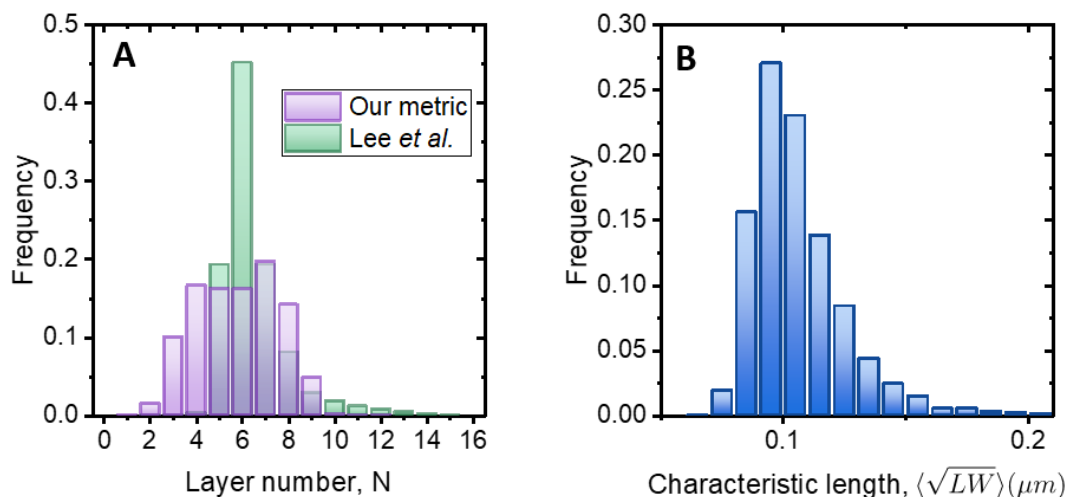 A
Frequency
0.5
0.4
0.3
0.2
0.1
0.0
Our metric
Lee et al.
0 2 4 6 8 10 12 14 16
Layer number, N
B
Frequency
0.30
0.25
0.20
0.15
0.10
0.05
0.00
0.1 0.2
Characteristic length, ⟨√LW⟩(μm)